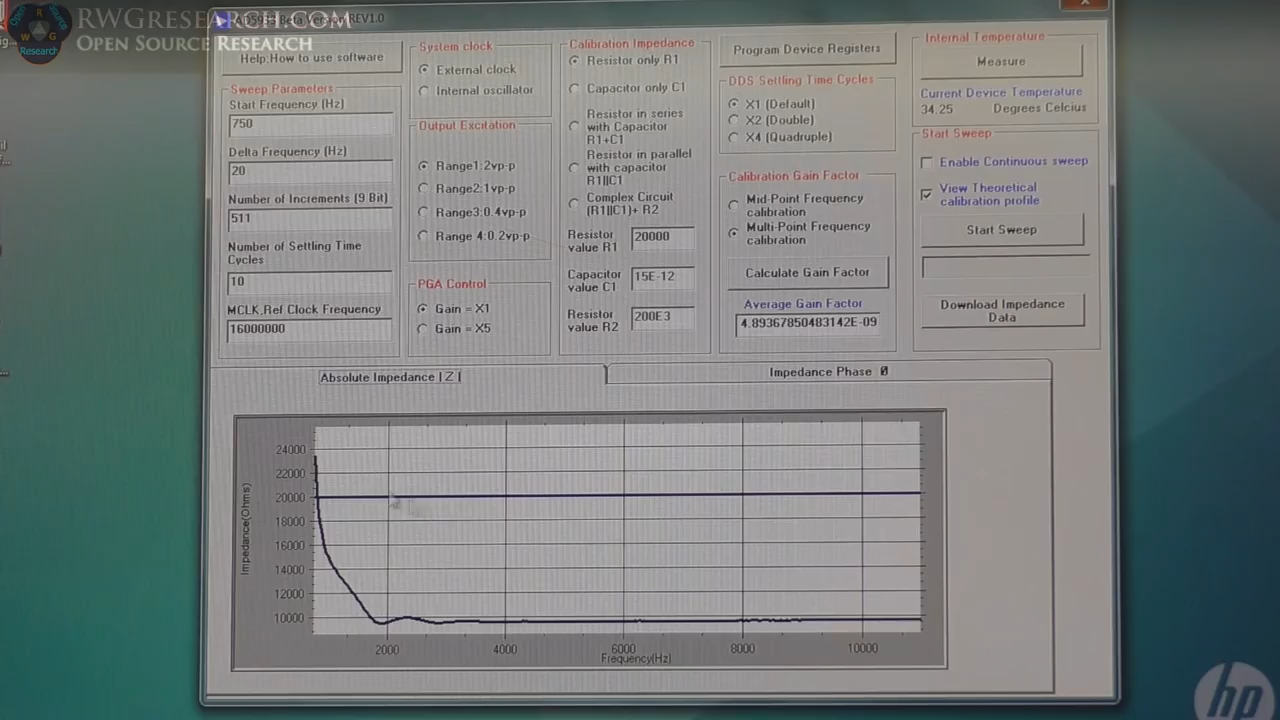 RWGRESEARCH.COM
OPEN SOURCE RESEARCH
Open Source
R
W G
Research
Beta Version REV1.0
Help:How to use software
Sweep Parameters
Start Frequency (Hz)
750
Delta Frequency (Hz)
20
Number of Increments (9 Bit)
511
Number of Settling Time
Cycles
10
MCLK,Ref Clock Frequency
16000000
System clock
External clock
Internal oscillator
Output Excitation
Range1:2vp-p
Range2:1vp-p
Range3:0.4vp-p
Range 4:0.2vp-p
PGA Control
Gain = X1
Gain = X5
Calibration Impedance
Resistor only R1
Capacitor only C1
Resistor in series
with Capacitor
R1+C1
Resistor in parallel
with capacitor
R1||C1
Complex Circuit
(R1||C1)+ R2
Resistor
value R1
20000
Capacitor
value C1
15E-12
Resistor
value R2
200E3
Program Device Registers
DDS Settling Time Cycles
X1 (Default)
X2 (Double)
X4 (Quadruple)
Calibration Gain Factor
Mid-Point Frequency
calibration
Multi-Point Frequency
calibration
Calculate Gain Factor
Average Gain Factor
4.89367850483142E-09
Internal Temperature
Measure
Current Device Temperature
34.25 Degrees Celcius
Start Sweep
Enable Continuous sweep
View Theoretical
calibration profile
Start Sweep
Download Impedance
Data
Absolute Impedance |Z|
Impedance Phase Ø
Impedance(Ohms)
24000
22000
20000
18000
16000
14000
12000
10000
2000 4000 6000 8000 10000
Frequency(Hz)
hp